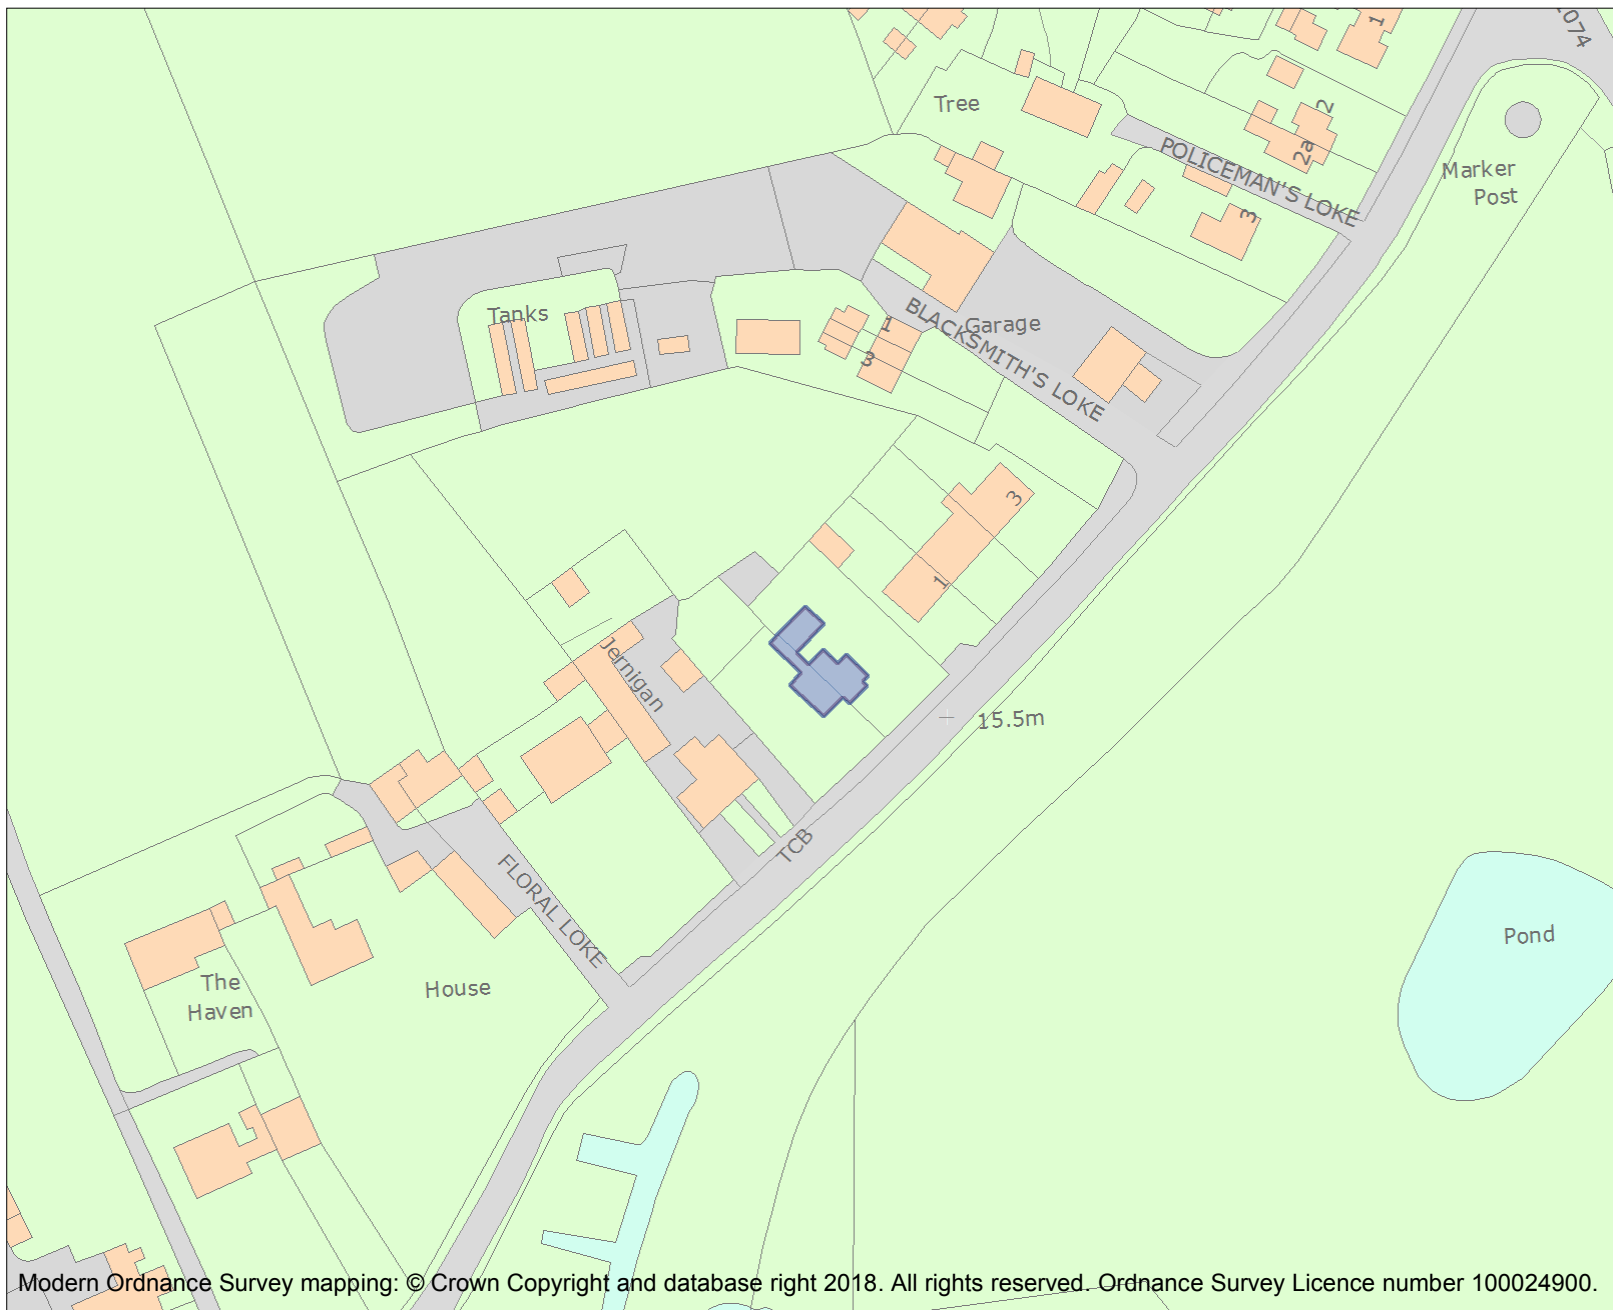 1
1074
2
Tree
2a
POLICEMAN'S LOKE
Marker
Post
3
Tanks
BLACKSMITH'S LOKE
Garage
1
3
3
1
Jernigan
15.5m
TCB
FLORAL LOKE
Pond
The
Haven
House
Modern Ordnance Survey mapping: © Crown Copyright and database right 2018. All rights reserved. Ordnance Survey Licence number 100024900.